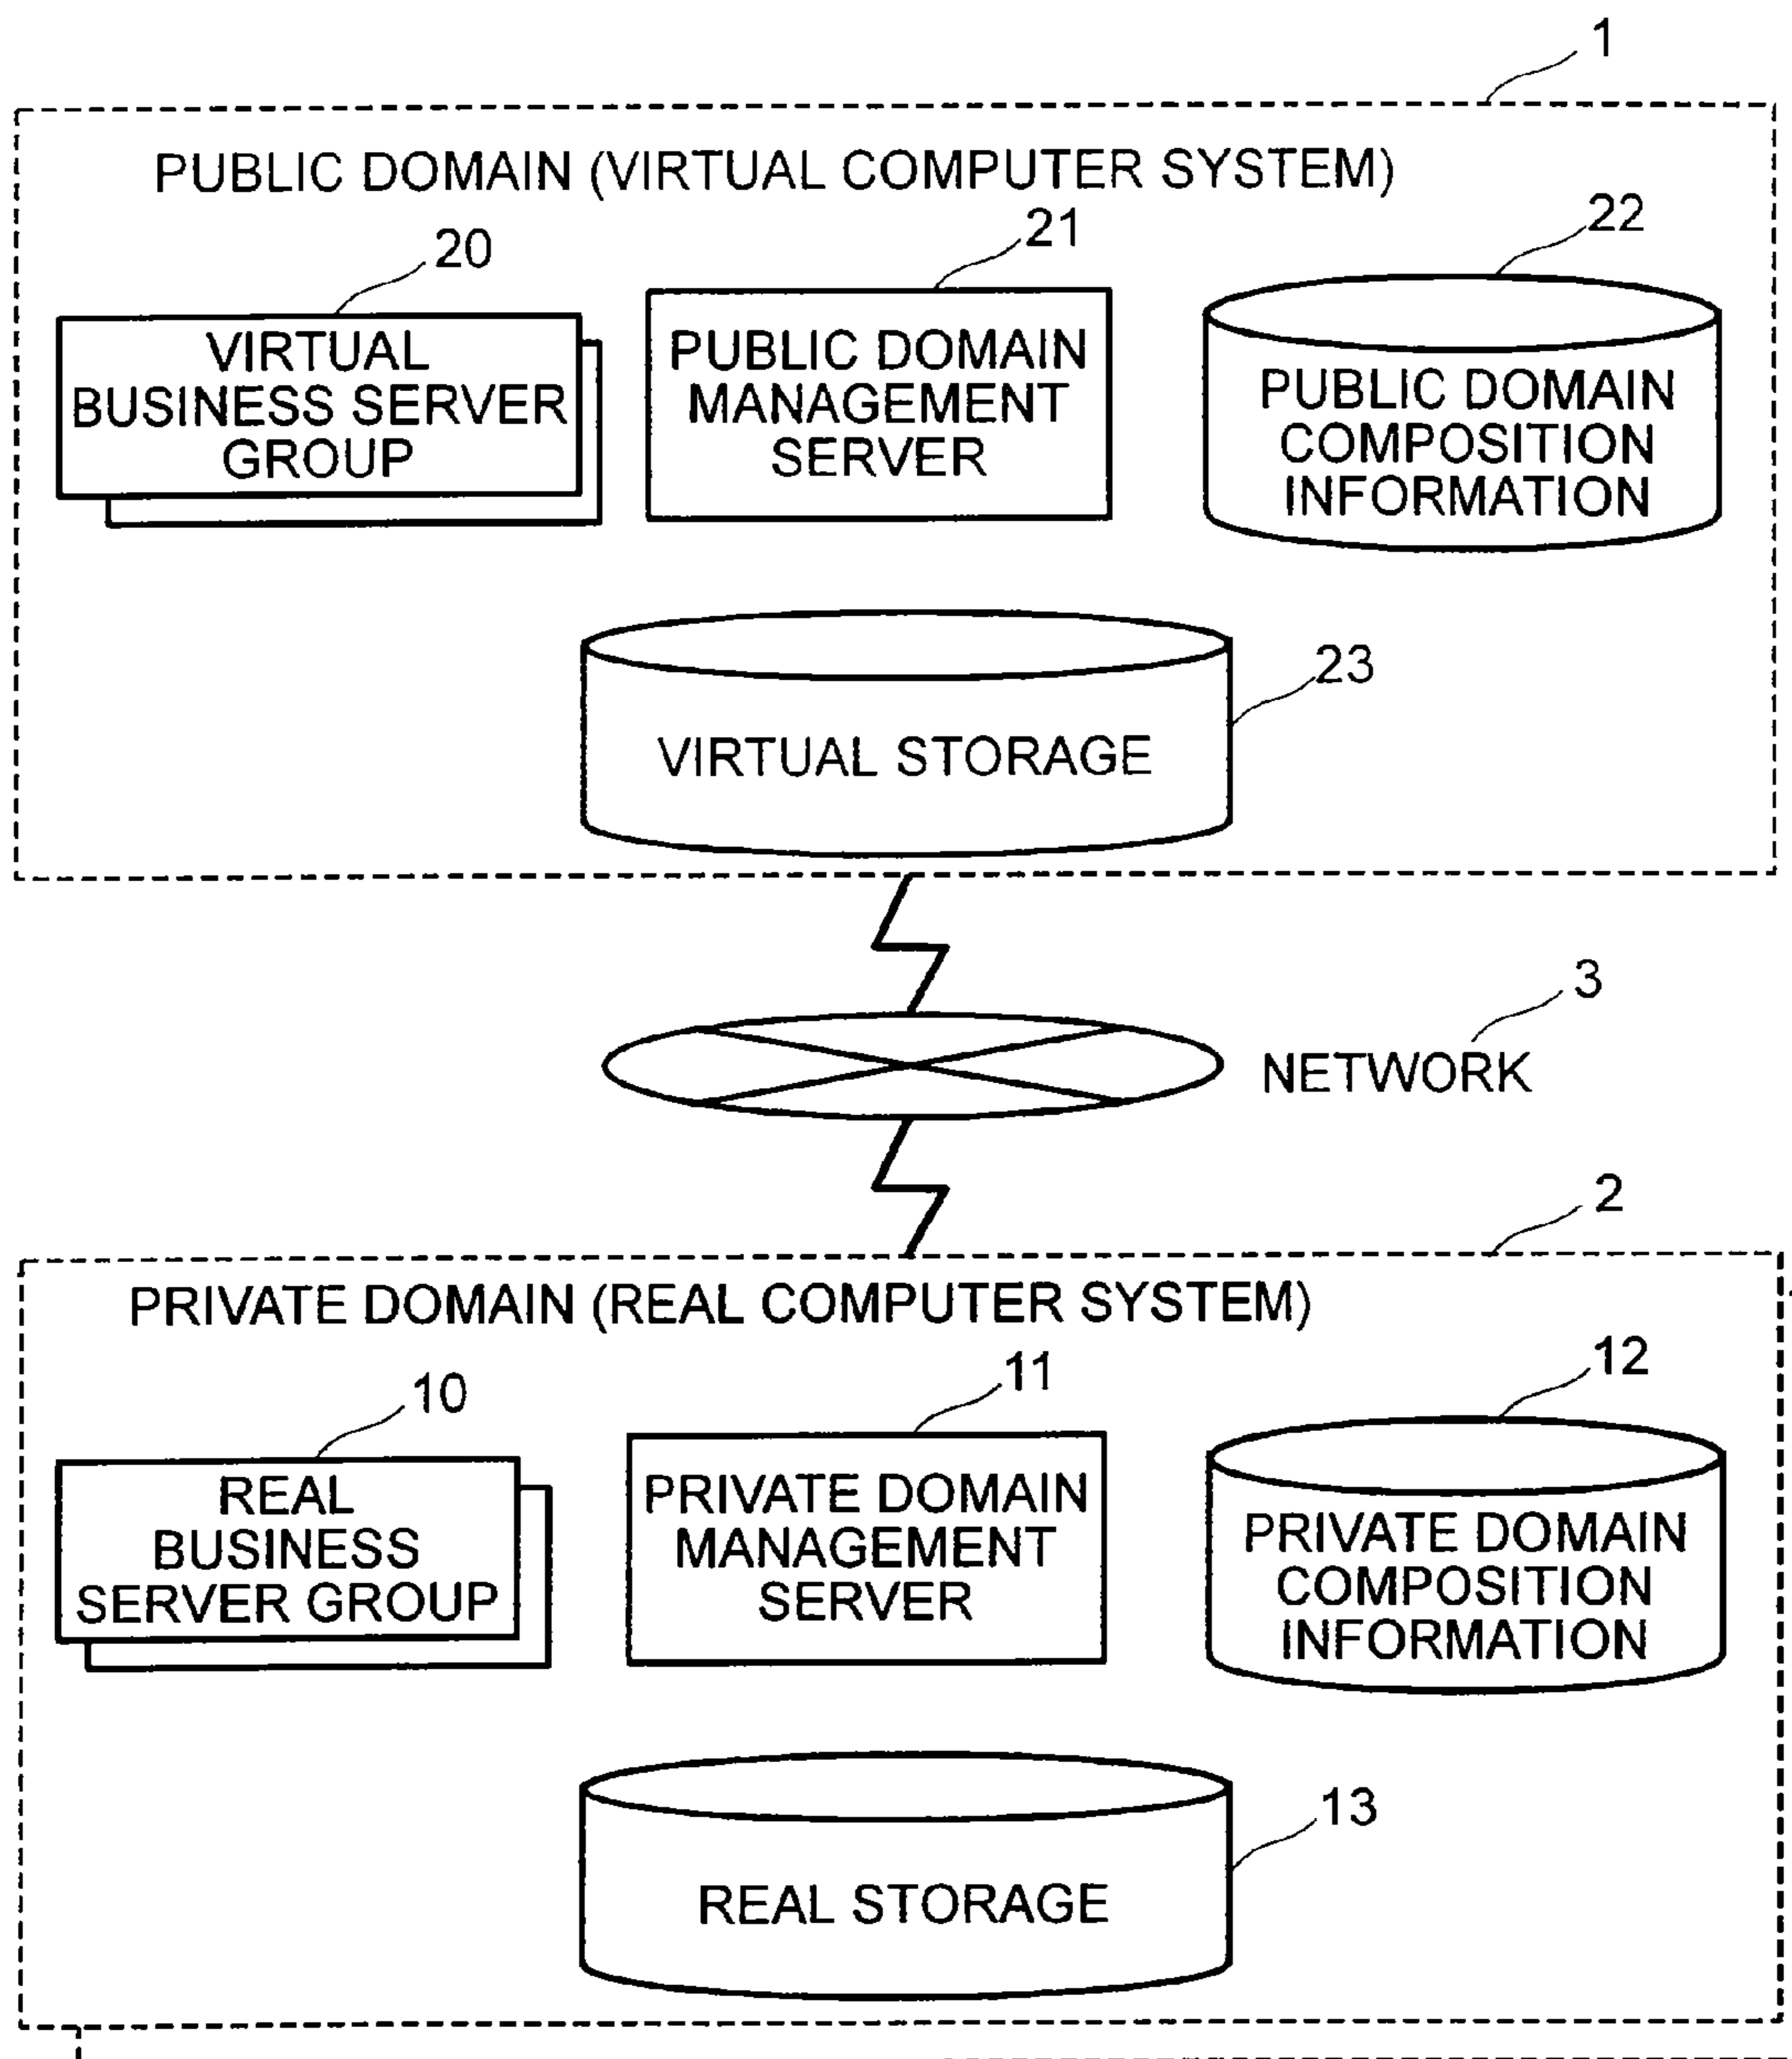 1
PUBLIC DOMAIN (VIRTUAL COMPUTER SYSTEM)
20
21
22
VIRTUAL
BUSINESS SERVER
GROUP
PUBLIC DOMAIN
MANAGEMENT
SERVER
PUBLIC DOMAIN
COMPOSITION
INFORMATION
23
VIRTUAL STORAGE
3
NETWORK
2
PRIVATE DOMAIN (REAL COMPUTER SYSTEM)
10
11
12
REAL
BUSINESS
SERVER GROUP
PRIVATE DOMAIN
MANAGEMENT
SERVER
PRIVATE DOMAIN
COMPOSITION
INFORMATION
13
REAL STORAGE